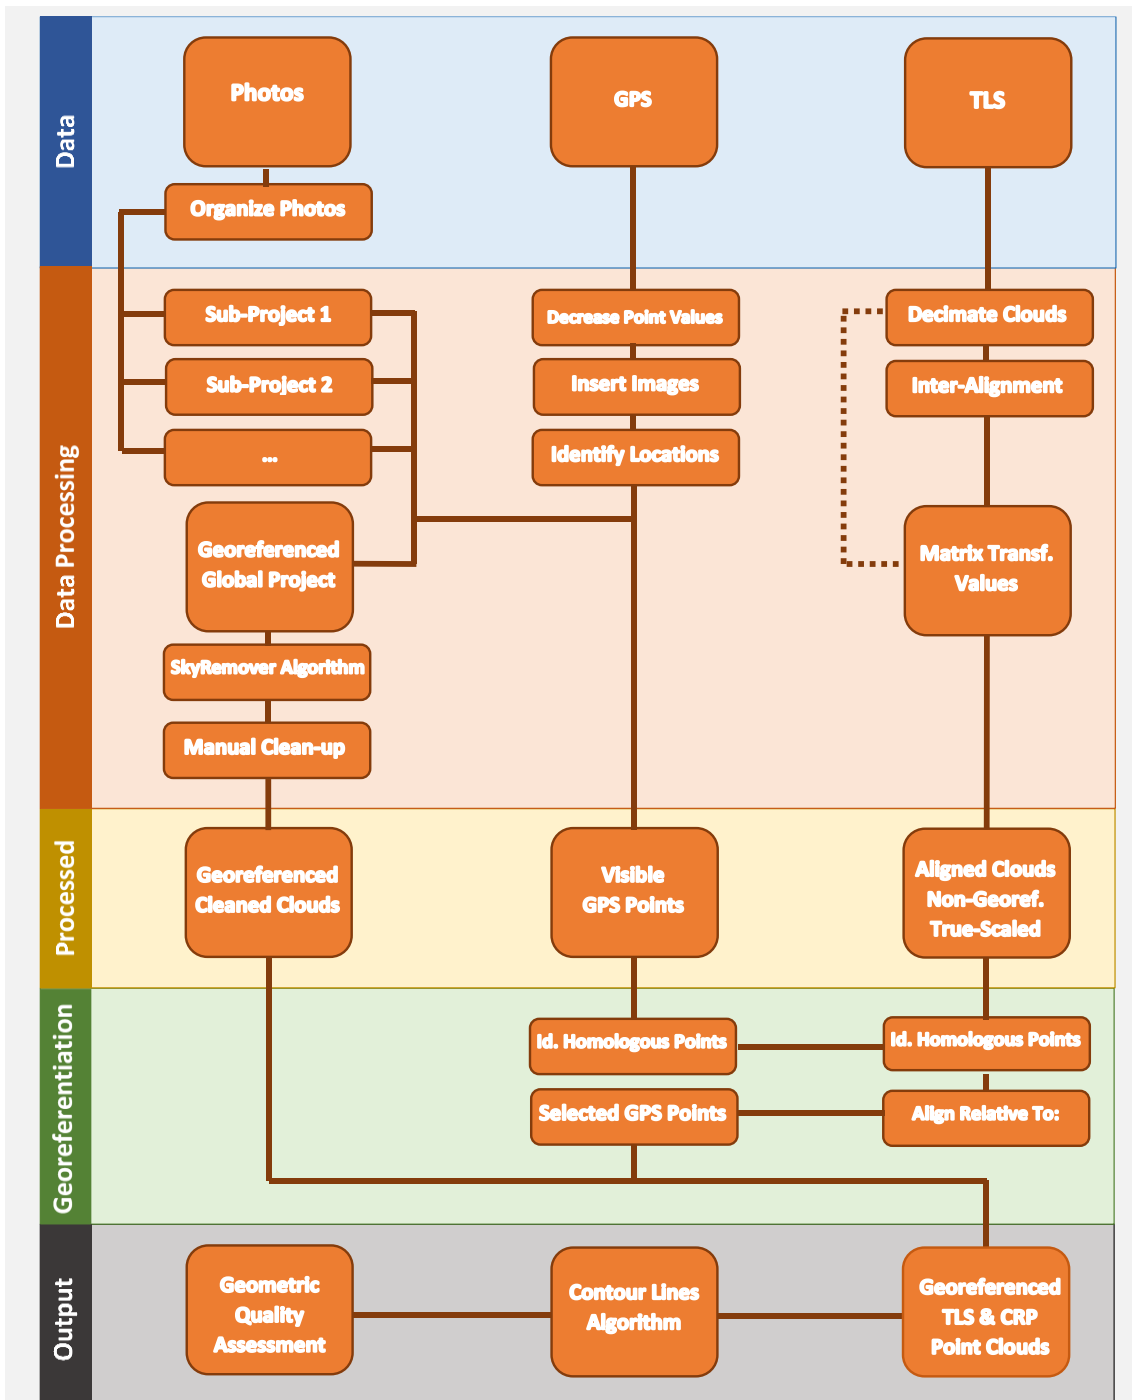 Data
Photos
GPS
TLS
Organize Photos
Data Processing
Sub-Project 1
Sub-Project 2
...
Georeferenced
Global Project
SkyRemover Algorithm
Manual Clean-up
Decrease Point Values
Insert Images
Identify Locations
Decimate Clouds
Inter-Alignment
Matrix Transf.
Values
Processed
Georeferenced
Cleaned Clouds
Visible
GPS Points
Aligned Clouds
Non-Georef.
True-Scaled
Georeferentiation
Id. Homologous Points
Id. Homologous Points
Selected GPS Points
Align Relative To:
Output
Geometric
Quality
Assessment
Contour Lines
Algorithm
Georeferenced
TLS & CRP
Point Clouds